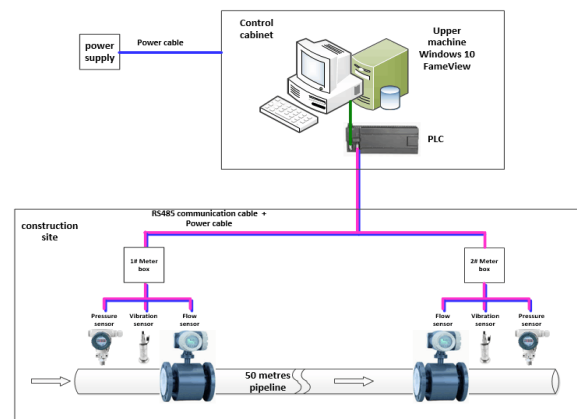 Control
cabinet
Upper
machine
Windows 10
FameView
power
supply
Power cable
PLC
RS485 communication cable +
Power cable
construction
site
1# Meter
box
2# Meter
box
Pressure
sensor
Vibration
sensor
Flow
sensor
Flow
sensor
Vibration
sensor
Pressure
sensor
50 metres
pipeline